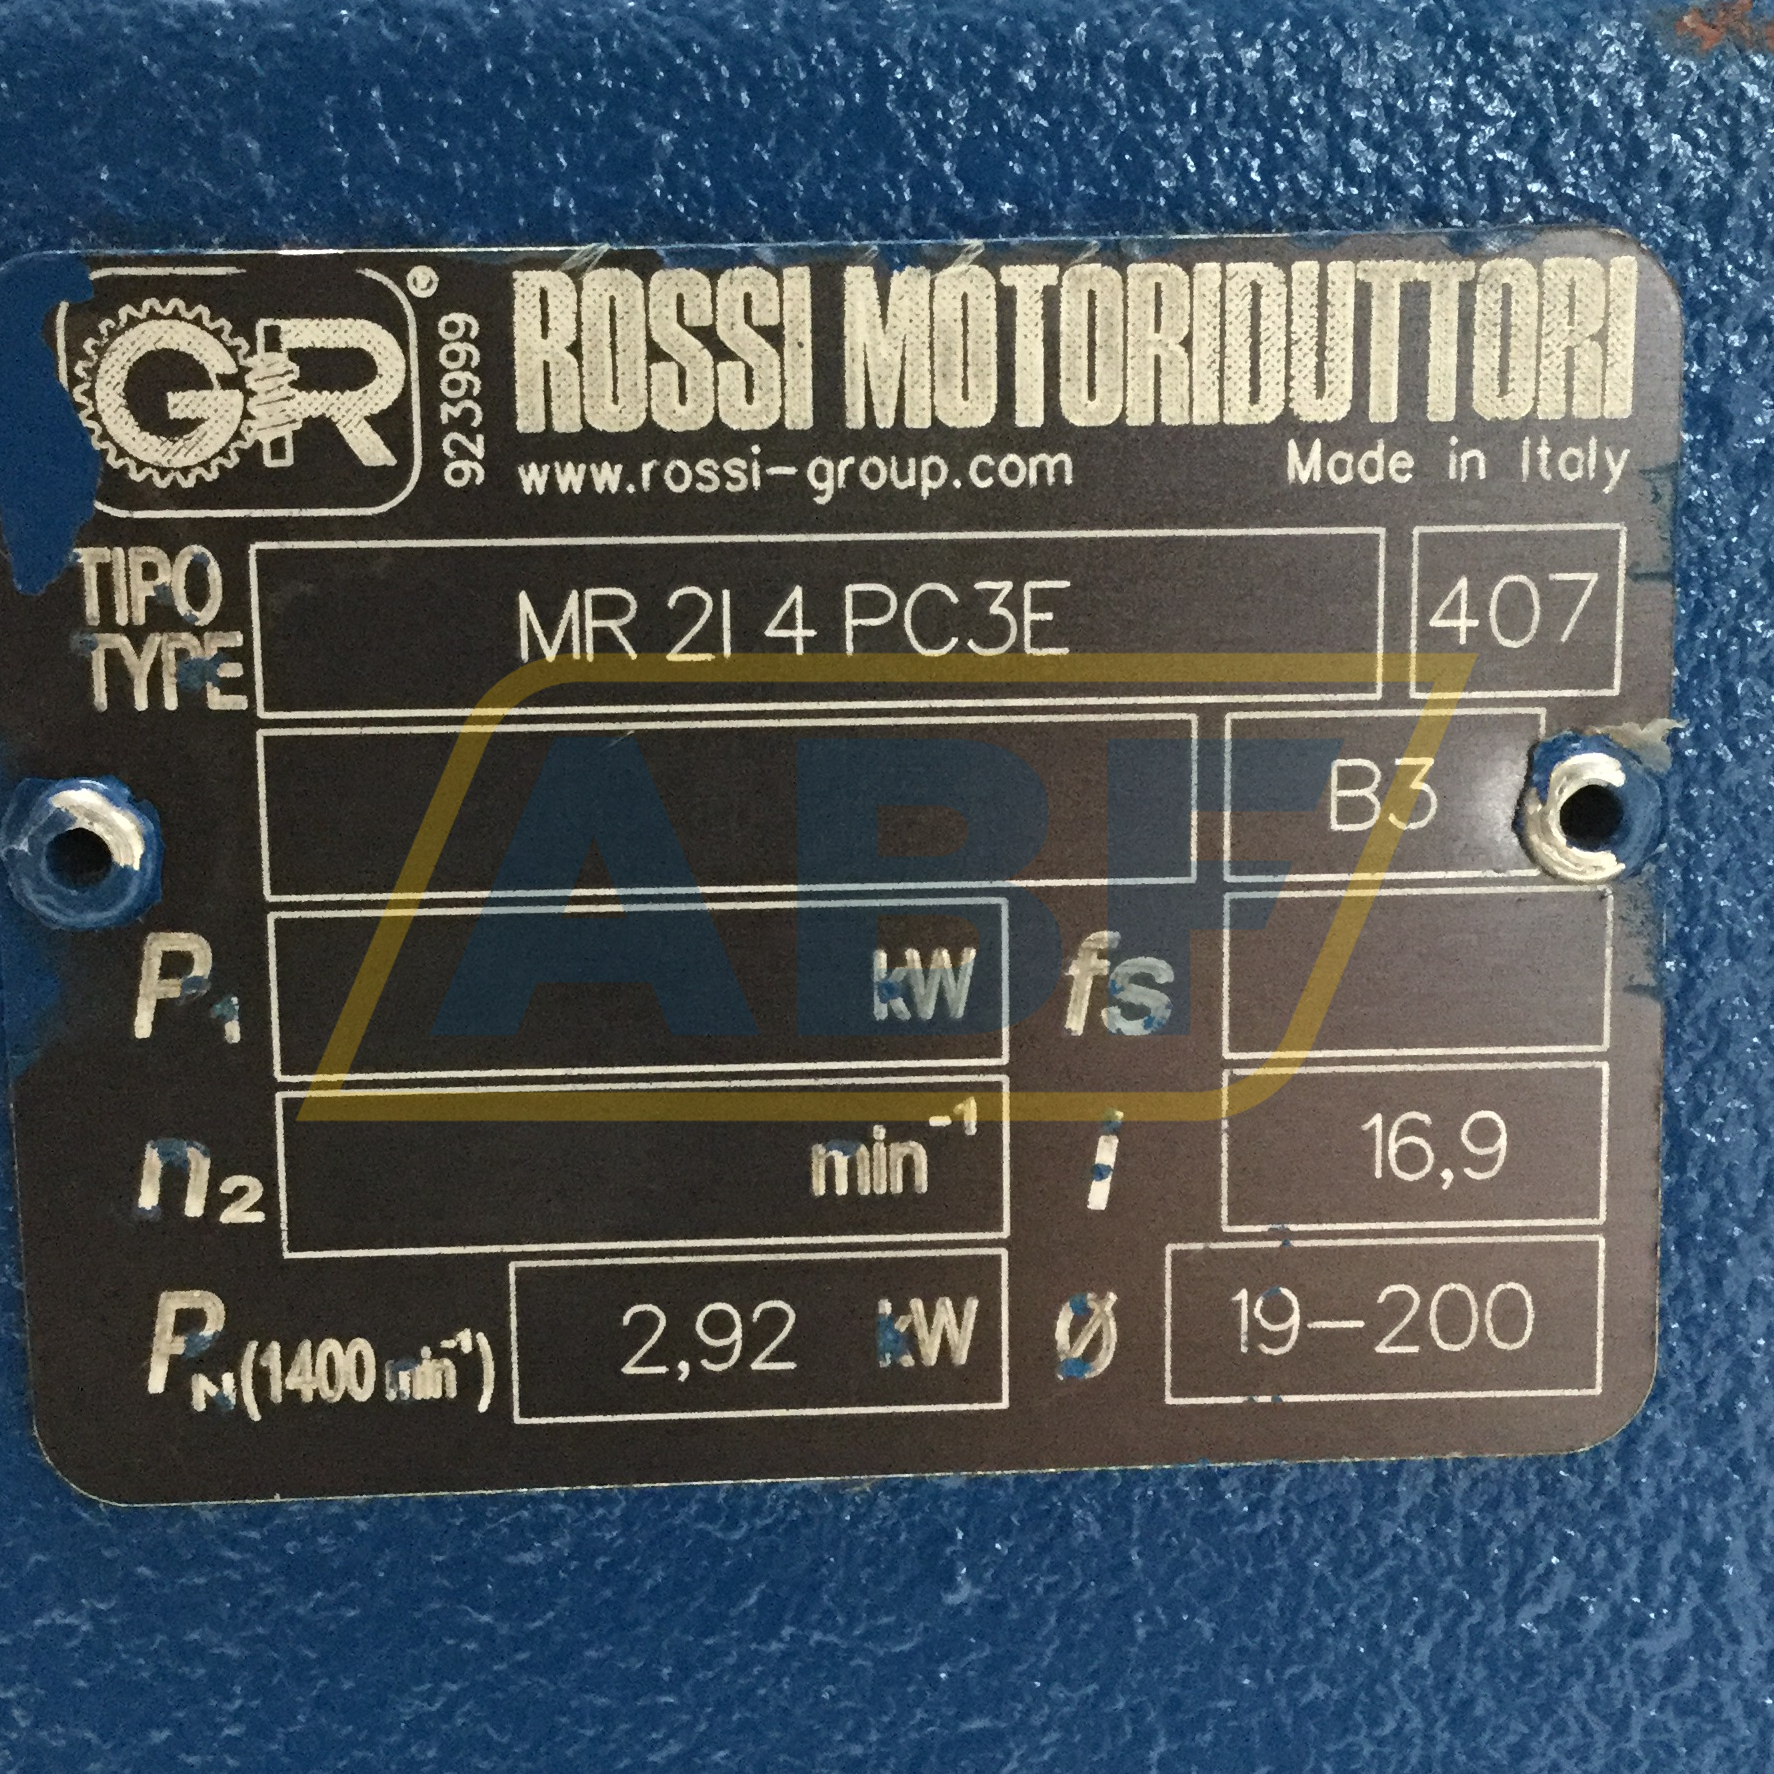 GR ® 923999 ROSSI MOTORIDUTTORI
www.rossi-group.com Made in Italy
TIPO
TYPE
MR 2I 4 PC3E 407
B3
P1 kW fs
n2 min-1 i 16,9
PN(1400 min-1) 2,92 kW Ø 19-200
ABF